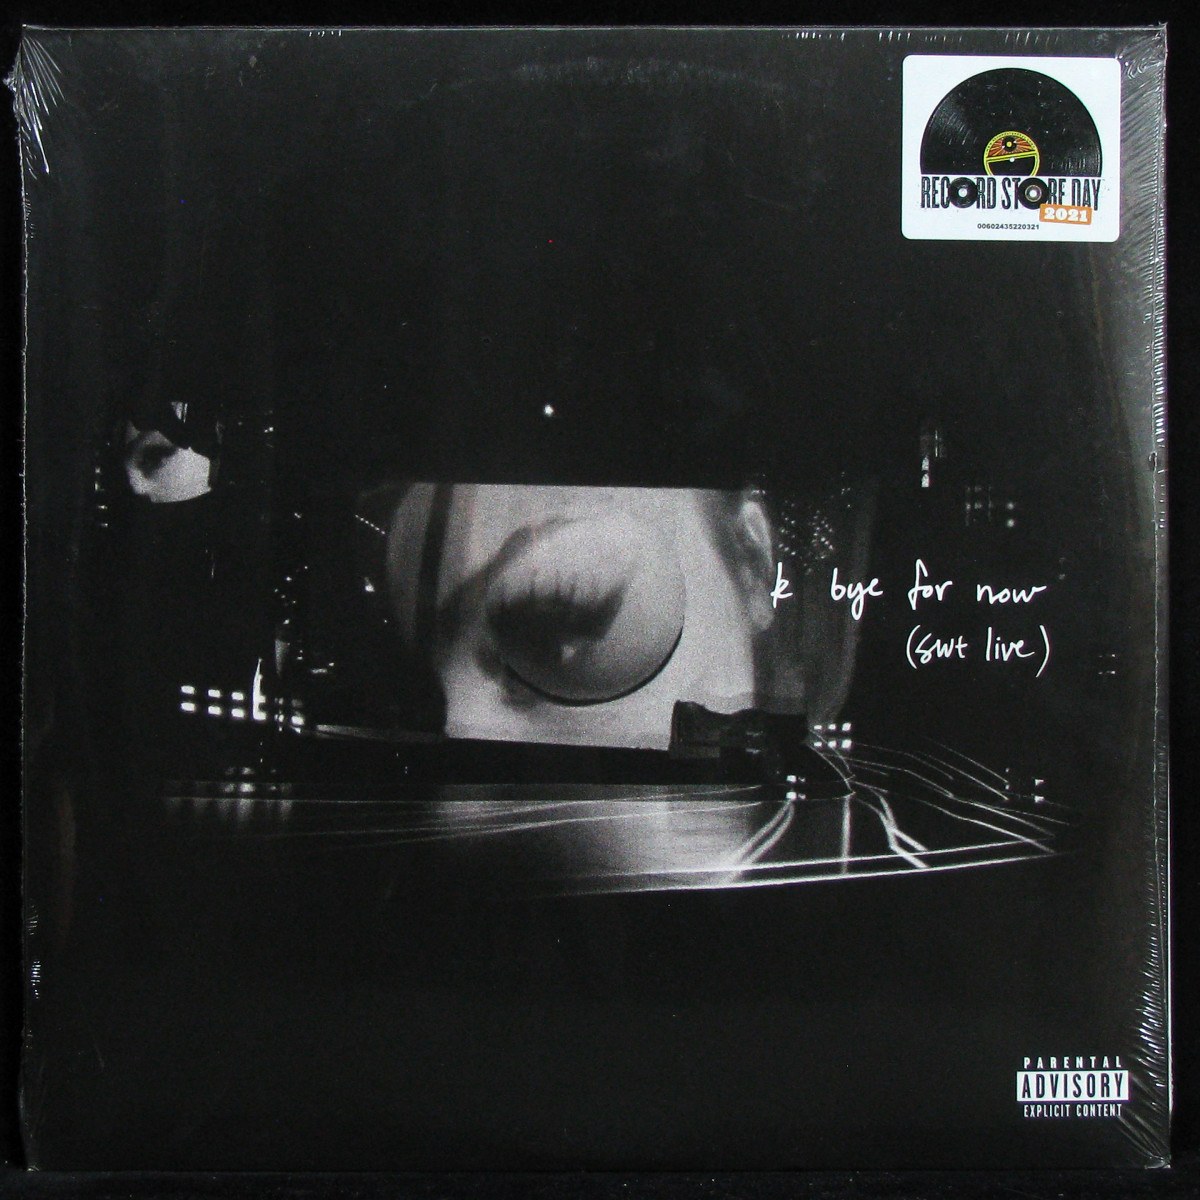 RECORD STORE DAY
2021
00602435220321
k bye for now
(swt live)
PARENTAL
ADVISORY
EXPLICIT CONTENT